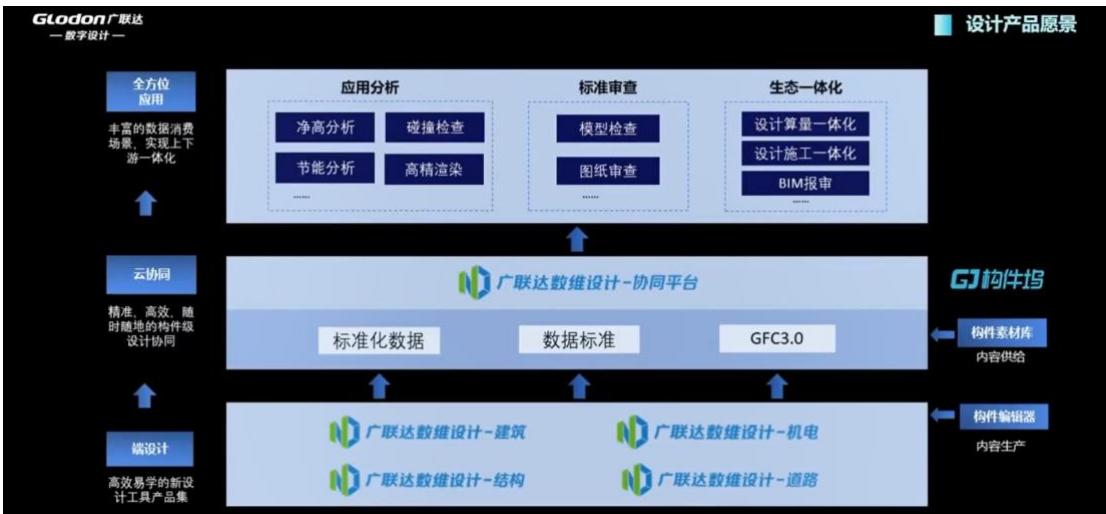 GLodon广联达
— 数字设计 —
设计产品愿景
全方位
应用
丰富的数据消费
场景，实现上下
游一体化
应用分析
净高分析
碰撞检查
节能分析
高精渲染
......
标准审查
模型检查
图纸审查
......
生态一体化
设计算量一体化
设计施工一体化
BIM报审
......
云协同
精准、高效、随
时随地的构件级
设计协同
广联达数维设计-协同平台
标准化数据
数据标准
GFC3.0
GJ构件坞
构件素材库
内容供给
端设计
高效易学的新设
计工具产品集
广联达数维设计-建筑
广联达数维设计-机电
广联达数维设计-结构
广联达数维设计-道路
构件编辑器
内容生产